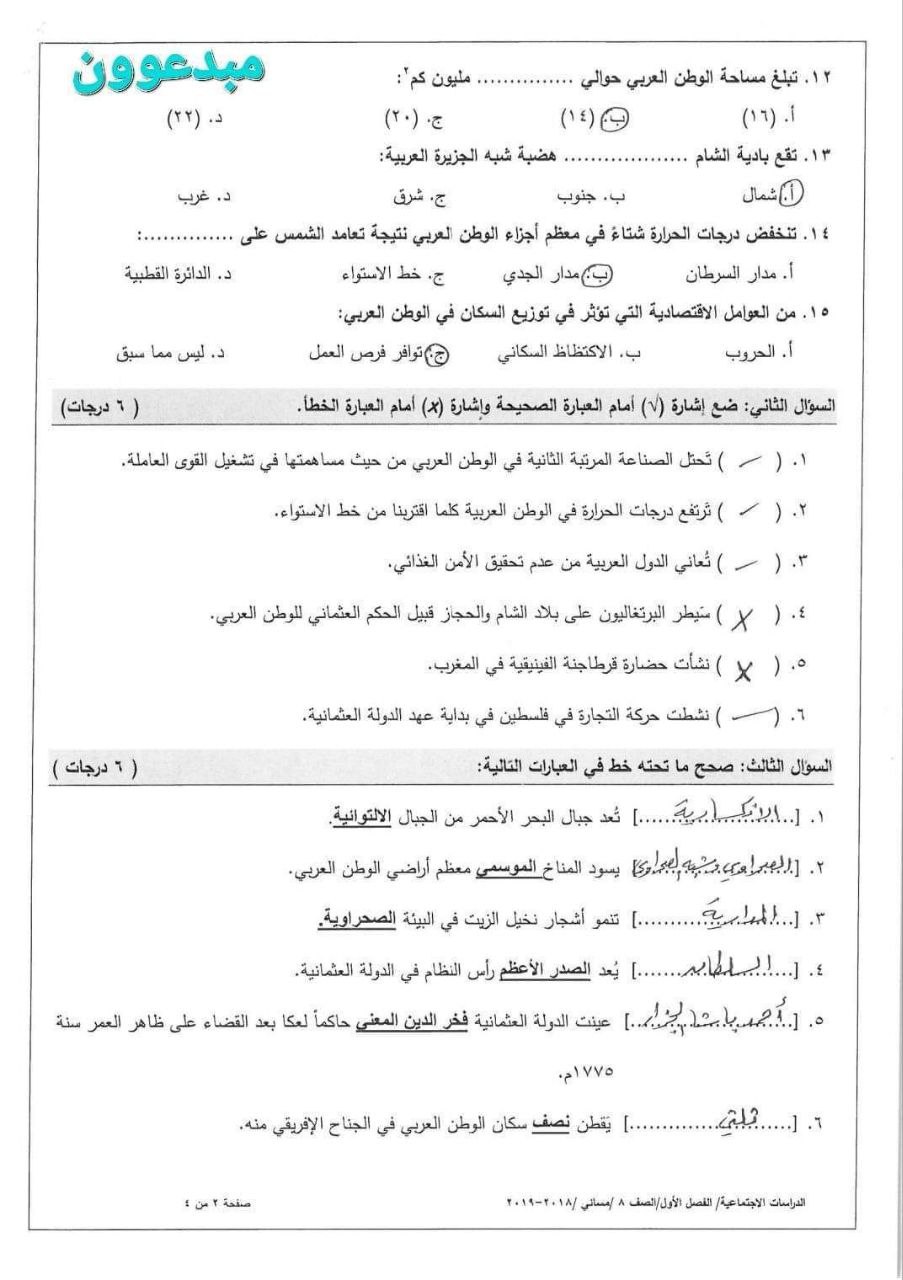 مبدعوون
١٢. تبلغ مساحة الوطن العربي حوالي ............... مليون كم٢:
أ. (١٦) ب. (١٤) ج. (٢٠) د. (٢٢)
١٣. تقع بادية الشام ................... هضبة شبه الجزيرة العربية:
أ. شمال ب. جنوب ج. شرق د. غرب
١٤. تنخفض درجات الحرارة شتاءً في معظم أجزاء الوطن العربي نتيجة تعامد الشمس على ..............:
أ. مدار السرطان ب. مدار الجدي ج. خط الاستواء د. الدائرة القطبية
١٥. من العوامل الاقتصادية التي تؤثر في توزيع السكان في الوطن العربي:
أ. الحروب ب. الاكتظاظ السكاني ج. توافر فرص العمل د. ليس مما سبق
السؤال الثاني: ضع إشارة (√) أمام العبارة الصحيحة وإشارة (x) أمام العبارة الخطأ. ( ٦ درجات)
١. ( ✓ ) تَحتل الصناعة المرتبة الثانية في الوطن العربي من حيث مساهمتها في تشغيل القوى العاملة.
٢. ( ✓ ) تَرتفع درجات الحرارة في الوطن العربية كلما اقتربنا من خط الاستواء.
٣. ( ✓ ) تُعاني الدول العربية من عدم تحقيق الأمن الغذائي.
٤. ( X ) سَيطر البرتغاليون على بلاد الشام والحجاز قبيل الحكم العثماني للوطن العربي.
٥. ( X ) نشأت حضارة قرطاجنة الفينيقية في المغرب.
٦. ( ✓ ) نشطت حركة التجارة في فلسطين في بداية عهد الدولة العثمانية.
السؤال الثالث: صحح ما تحته خط في العبارات التالية: ( ٦ درجات )
١. [الانكسارية] تُعد جبال البحر الأحمر من الجبال الالتوائية.
٢. [الصحراوي وشبه الصحراوي] يسود المناخ الموسمي معظم أراضي الوطن العربي.
٣. [المدارية] تنمو أشجار نخيل الزيت في البيئة الصحراوية.
٤. [السلطان] يُعد الصدر الأعظم رأس النظام في الدولة العثمانية.
٥. [أحمد باشا الجزار] عينت الدولة العثمانية فخر الدين المعني حاكماً لعكا بعد القضاء على ظاهر العمر سنة
١٧٧٥م.
٦. [ثلثي] يَقطن نصف سكان الوطن العربي في الجناح الإفريقي منه.
الدراسات الاجتماعية/ الفصل الأول/الصف ٨ /مسائي /٢٠١٨-٢٠١٩ صفحة ٢ من ٤